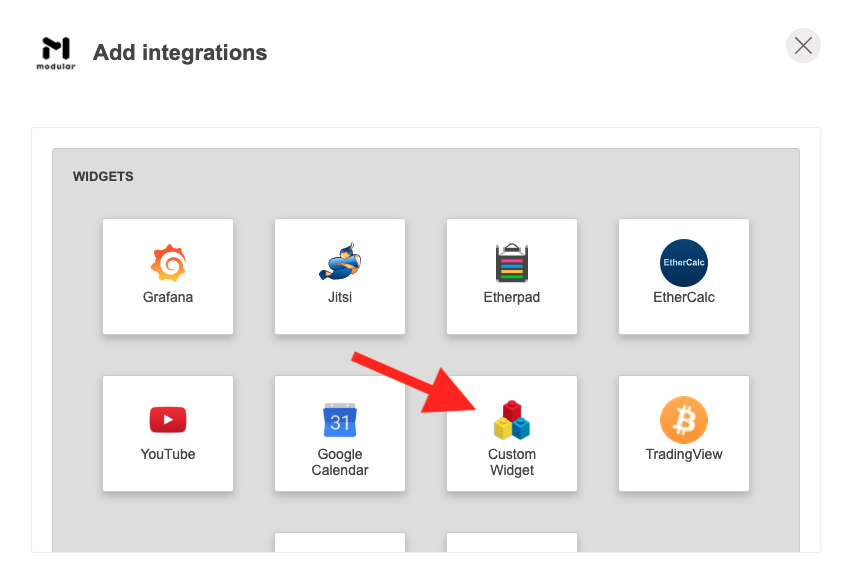 modular
Add integrations
WIDGETS
Grafana
Jitsi
Etherpad
EtherCalc
EtherCalc
YouTube
31
Google
Calendar
Custom
Widget
TradingView